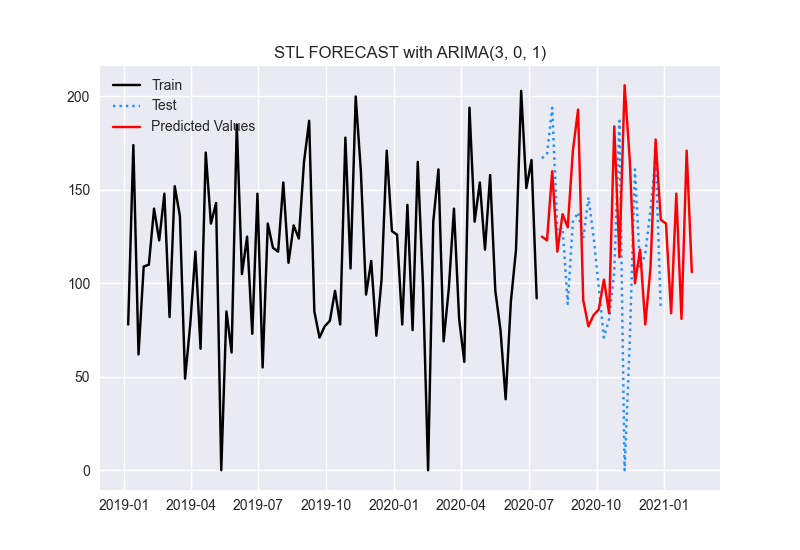 STL FORECAST with ARIMA(3, 0, 1)
Train
Test
Predicted Values
200
150
100
50
0
2019-01 2019-04 2019-07 2019-10 2020-01 2020-04 2020-07 2020-10 2021-01